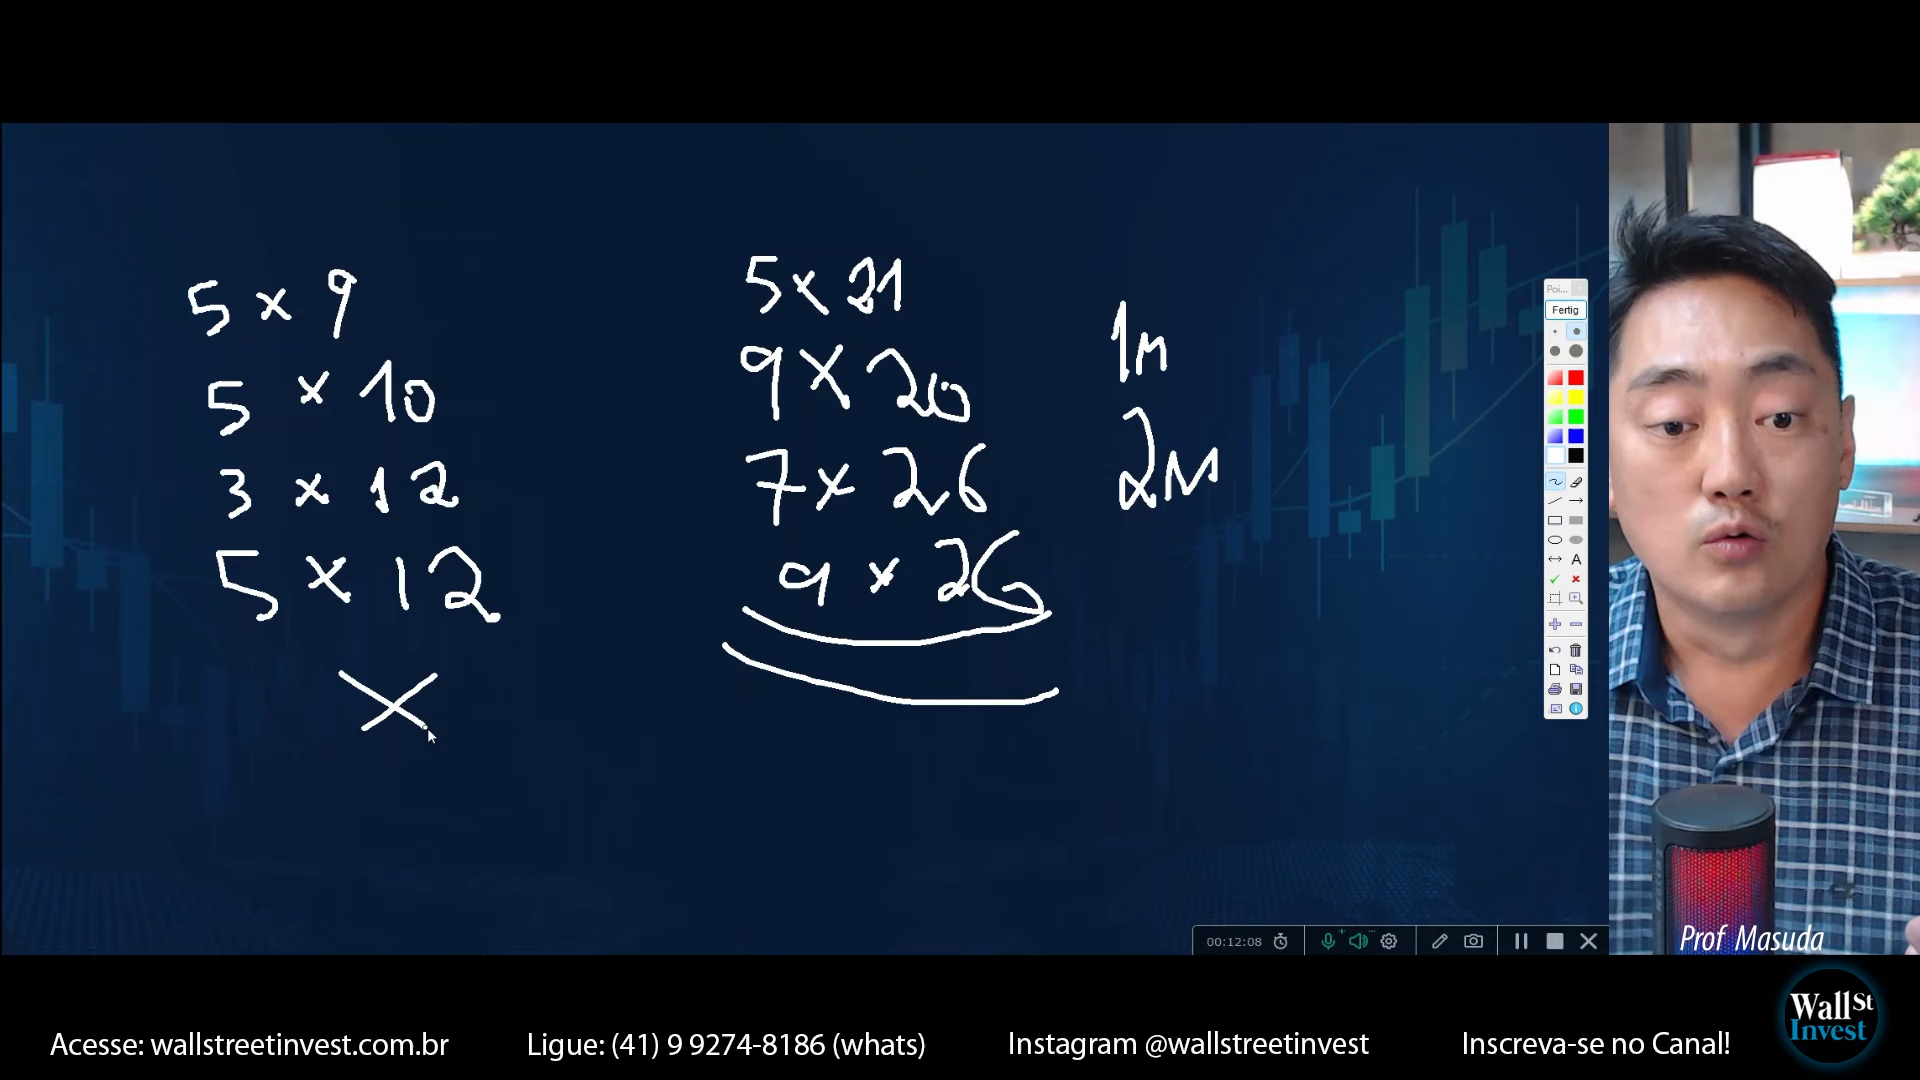 5 x 9
5 x 10
3 x 12
5 x 12
5 x 21
9 x 20
7 x 26
9 x 26
1m
2m
Poi...
Fertig
A
00:12:08
Prof Masuda
Wall St
Invest
Acesse: wallstreetinvest.com.br
Ligue: (41) 9 9274-8186 (whats)
Instagram @wallstreetinvest
Inscreva-se no Canal!